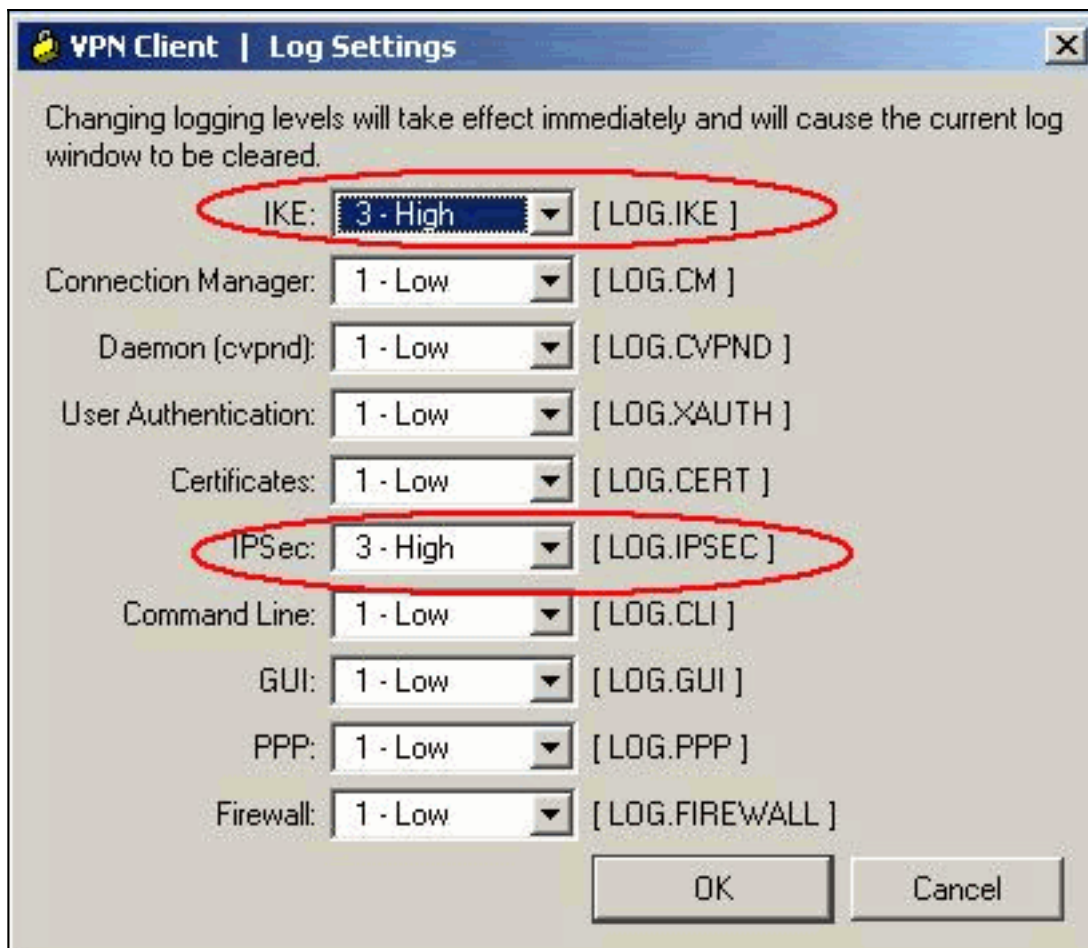 VPN Client | Log Settings
Changing logging levels will take effect immediately and will cause the current log
window to be cleared.
IKE: 3 - High [ LOG.IKE ]
Connection Manager: 1 - Low [ LOG.CM ]
Daemon (cvpnd): 1 - Low [ LOG.CVPND ]
User Authentication: 1 - Low [ LOG.XAUTH ]
Certificates: 1 - Low [ LOG.CERT ]
IPSec: 3 - High [ LOG.IPSEC ]
Command Line: 1 - Low [ LOG.CLI ]
GUI: 1 - Low [ LOG.GUI ]
PPP: 1 - Low [ LOG.PPP ]
Firewall: 1 - Low [ LOG.FIREWALL ]
OK Cancel